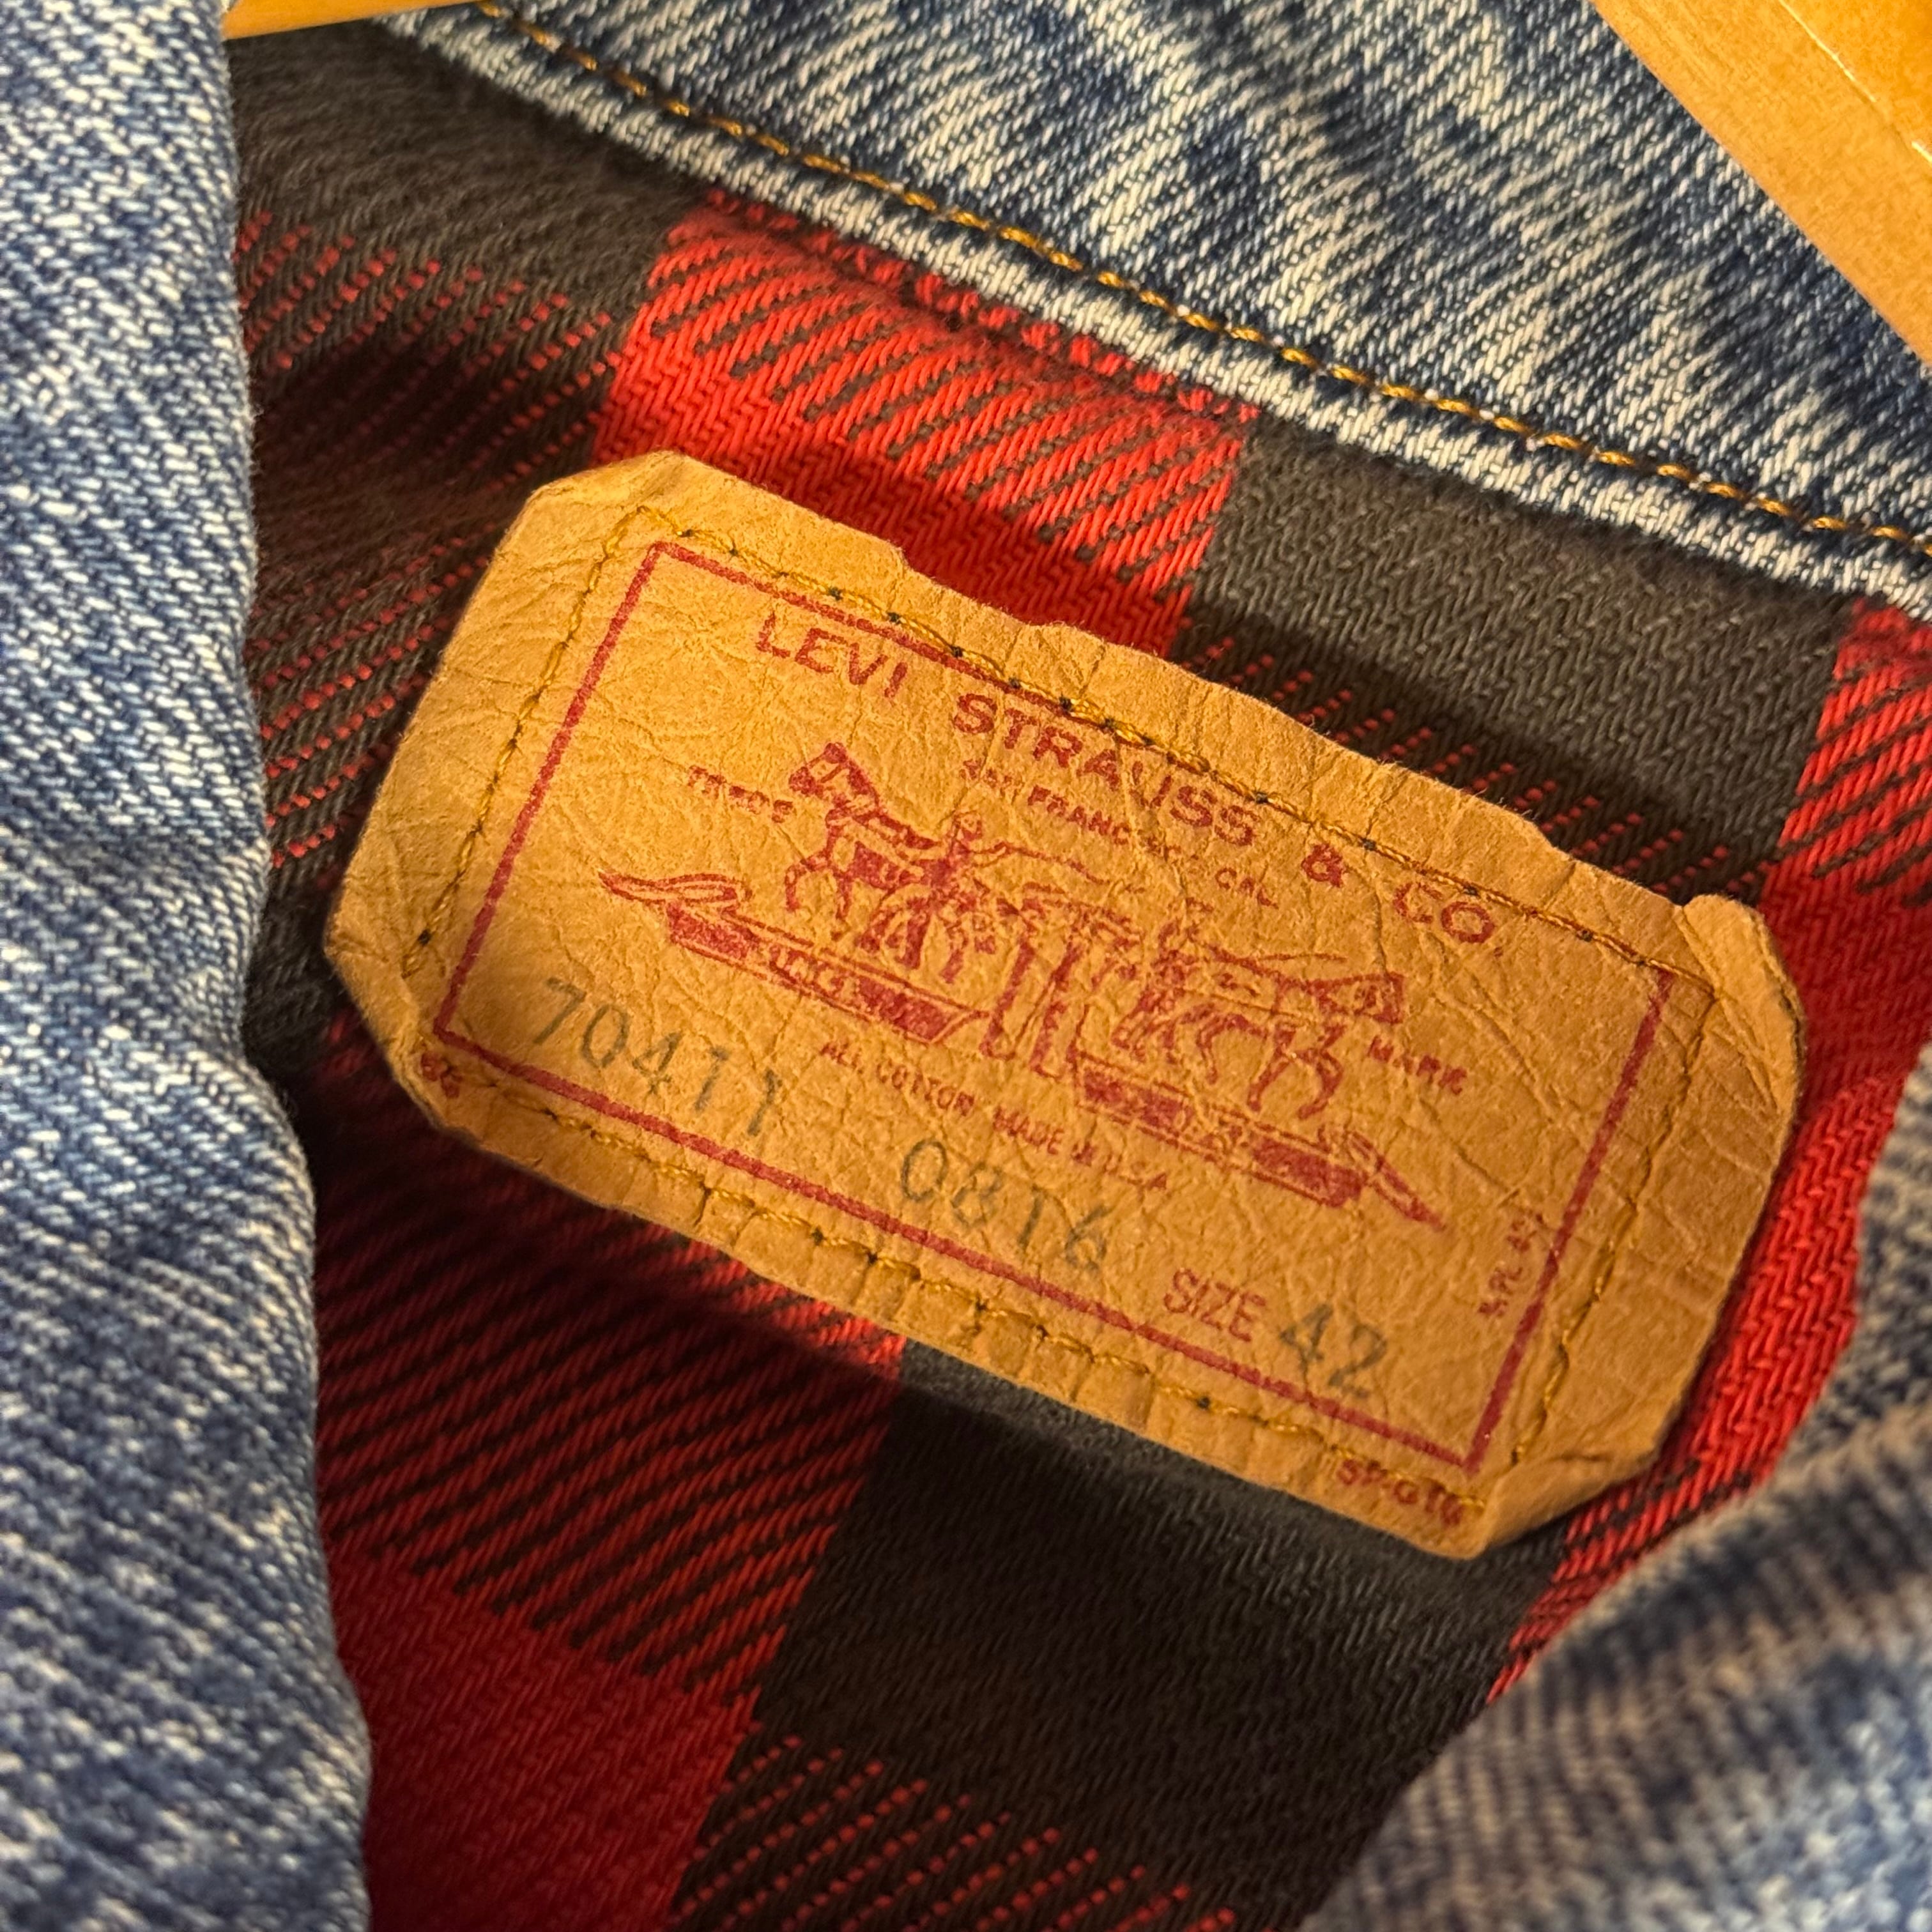 LEVI STRAUSS & CO
SAN FRANCISCO CAL
TRADE MARK
ALL COTTON MADE IN U.S.A
70411
0816
SIZE 42